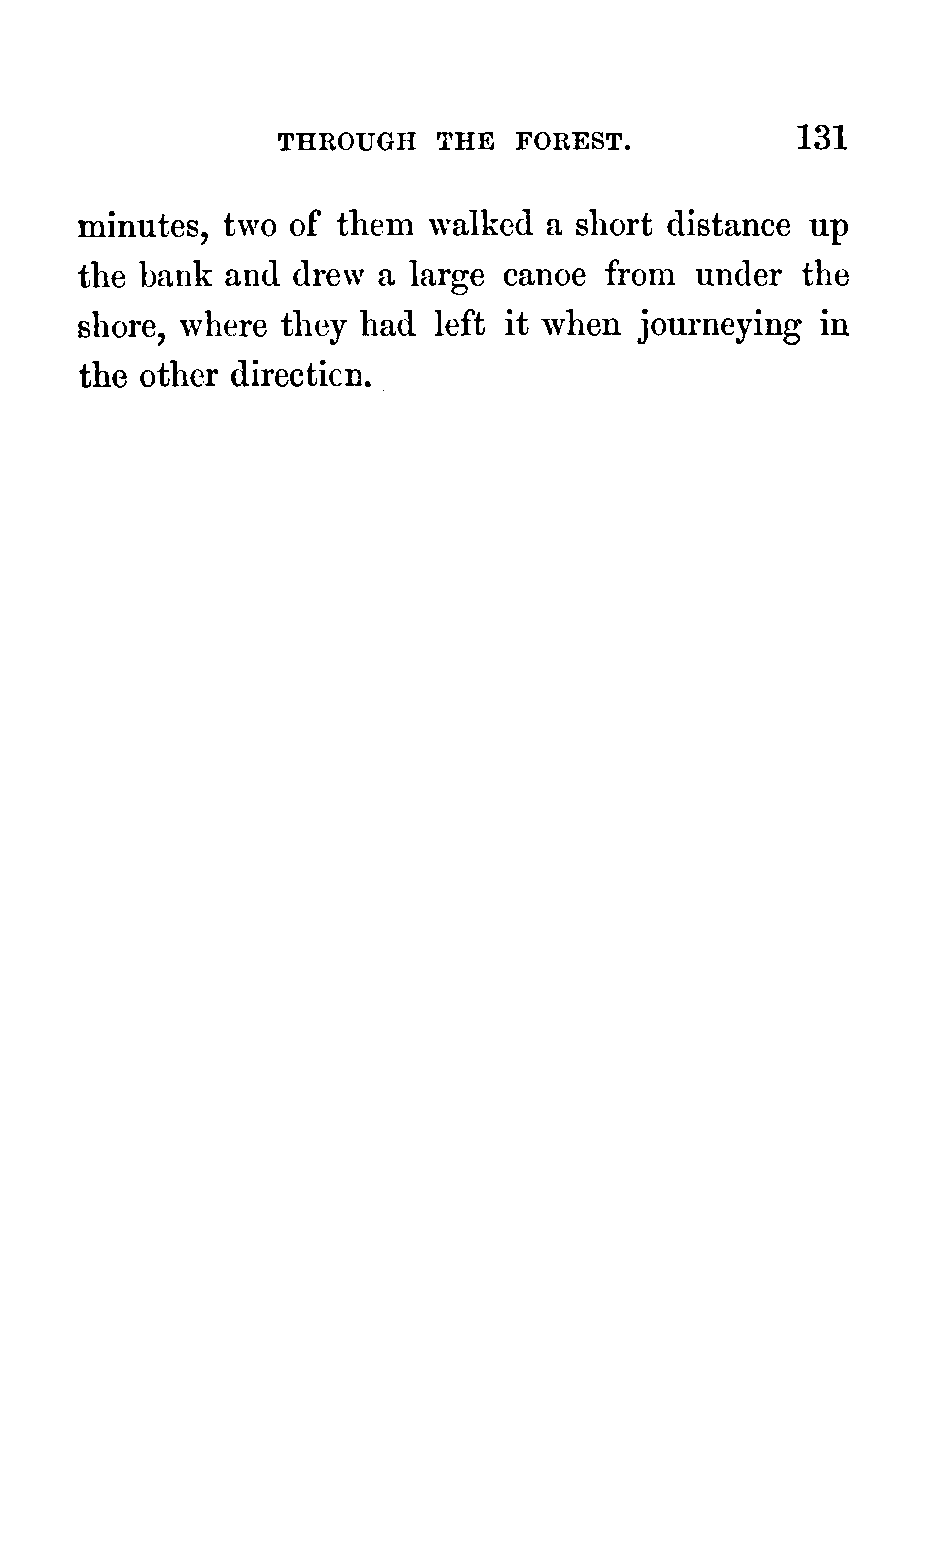 THROUGH THE FOREST. 131
minutes, two of them walked a short distance up
the bank and drew a large canoe from under the
shore, where they had left it when journeying in
the other direction.